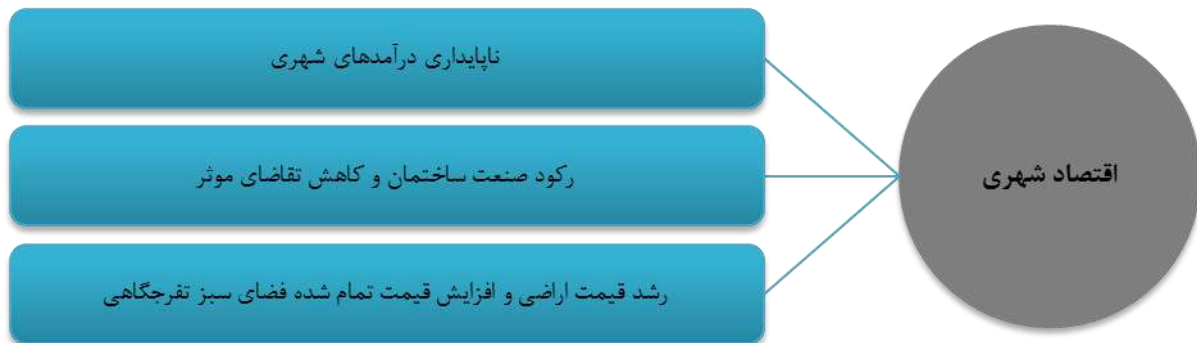 اقتصاد شهری
ناپایداری درآمدهای شهری
رکود صنعت ساختمان و کاهش تقاضای موثر
رشد قیمت اراضی و افزایش قیمت تمام شده فضای سبز تفرجگاهی